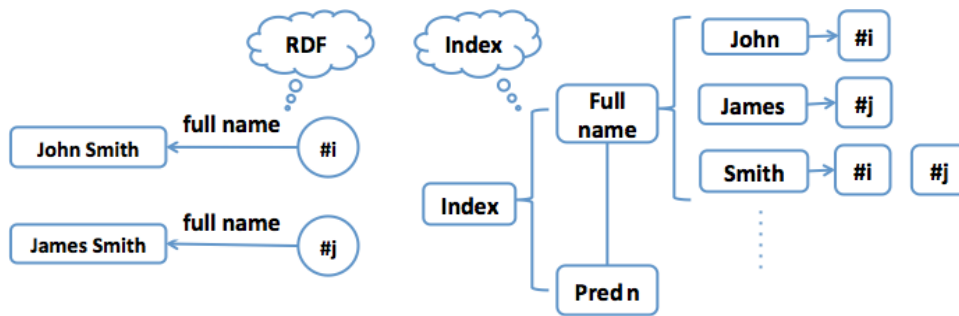 RDF
full name
John Smith
#i
full name
James Smith
#j
Index
Index
Full
name
Pred n
John
#i
James
#j
Smith
#i
#j